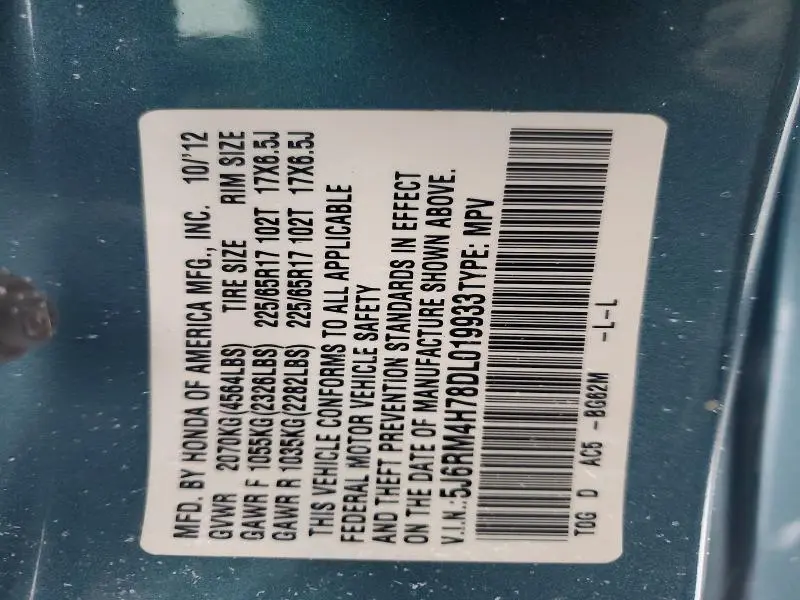 MFD. BY HONDA OF AMERICA MFG., INC. 10/'12
GVWR 2070KG(4564LBS) TIRE SIZE RIM SIZE
GAWR F 1055KG(2326LBS) 225/65R17 102T 17X6.5J
GAWR R 1035KG(2282LBS) 225/65R17 102T 17X6.5J
THIS VEHICLE CONFORMS TO ALL APPLICABLE
FEDERAL MOTOR VEHICLE SAFETY
AND THEFT PREVENTION STANDARDS IN EFFECT
ON THE DATE OF MANUFACTURE SHOWN ABOVE.
V.I.N.:5J6RM4H78DL019933TYPE: MPV
TOG D AC5 -BG62M -L-L